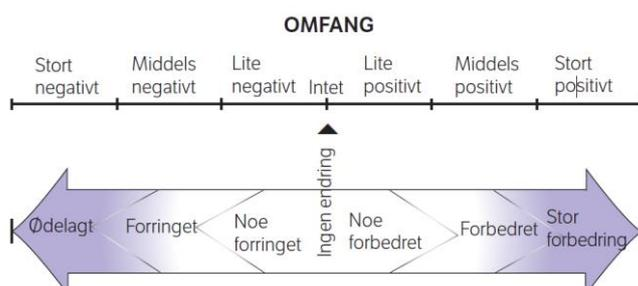 OMFANG
Stort
negativt
Middels
negativt
Lite
negativt
Intet
Lite
positivt
Middels
positivt
Stort
positivt
Ødelagt
Forringet
Noe
forringet
Ingen endring
Noe
forbedret
Forbedret
Stor
forbedring